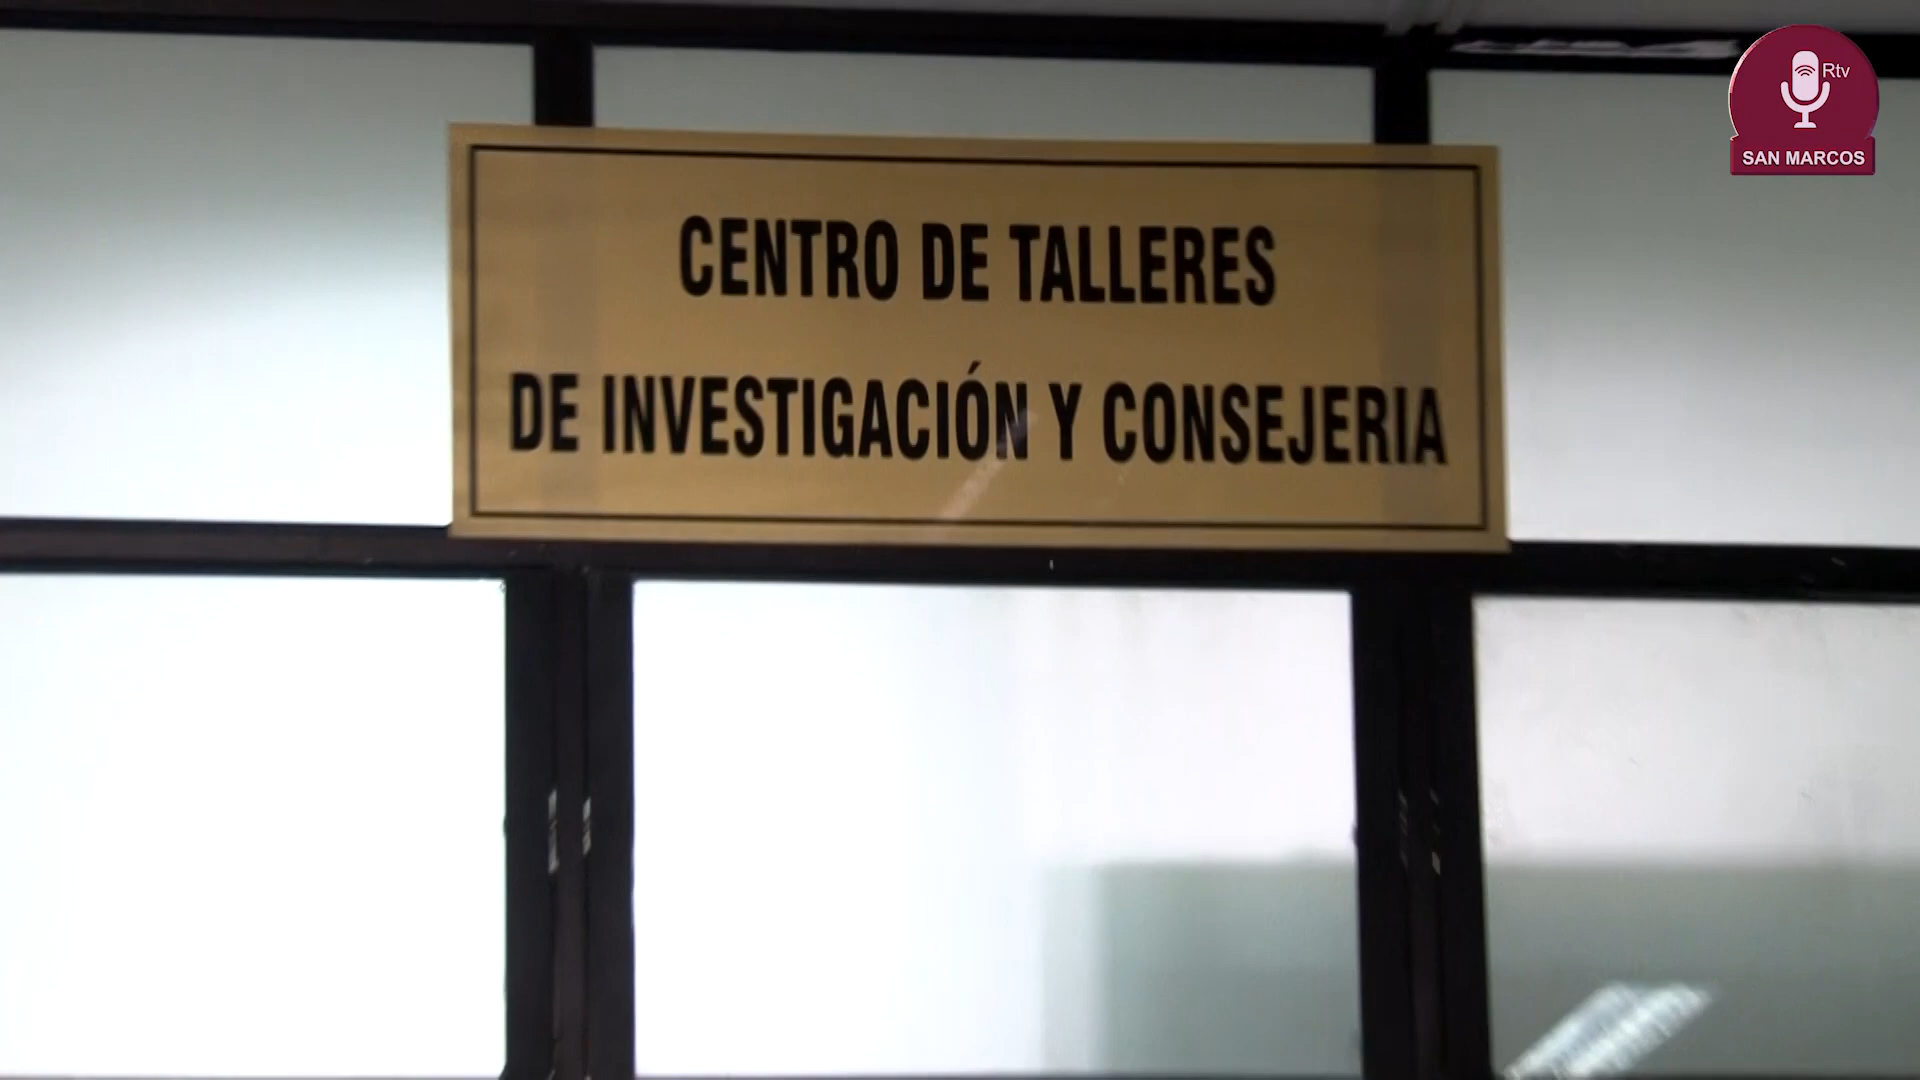 Rtv
SAN MARCOS
CENTRO DE TALLERES
DE INVESTIGACIÓN Y CONSEJERIA